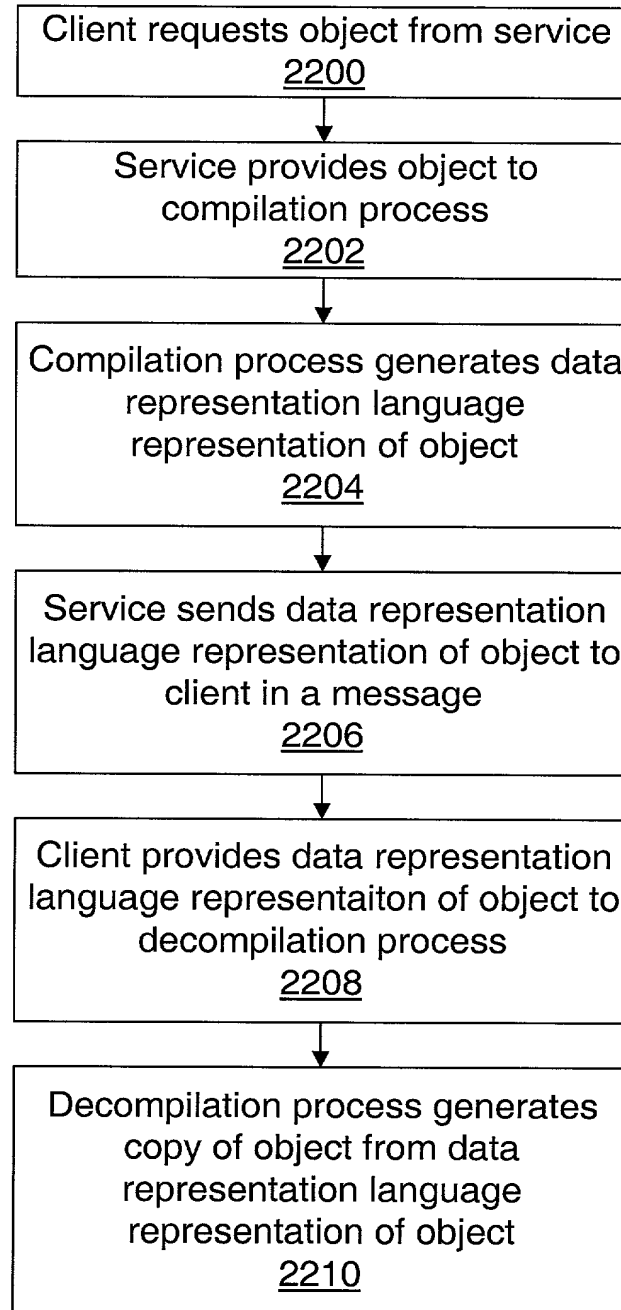 Client requests object from service
2200
Service provides object to
compilation process
2202
Compilation process generates data
representation language
representation of object
2204
Service sends data representation
language representation of object to
client in a message
2206
Client provides data representation
language representaiton of object to
decompilation process
2208
Decompilation process generates
copy of object from data
representation language
representation of object
2210